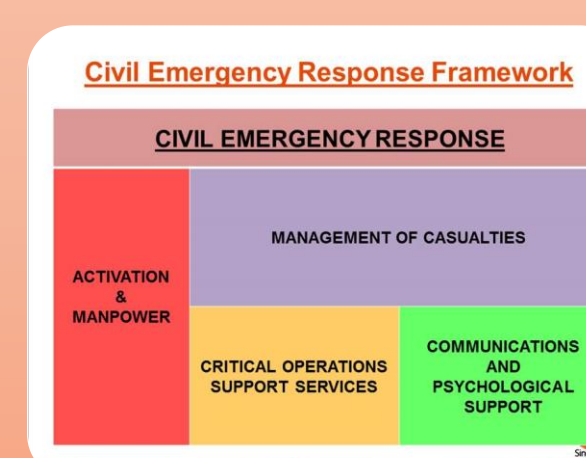 Civil Emergency Response Framework
CIVIL EMERGENCY RESPONSE
ACTIVATION
&
MANPOWER
MANAGEMENT OF CASUALTIES
CRITICAL OPERATIONS
SUPPORT SERVICES
COMMUNICATIONS
AND
PSYCHOLOGICAL
SUPPORT